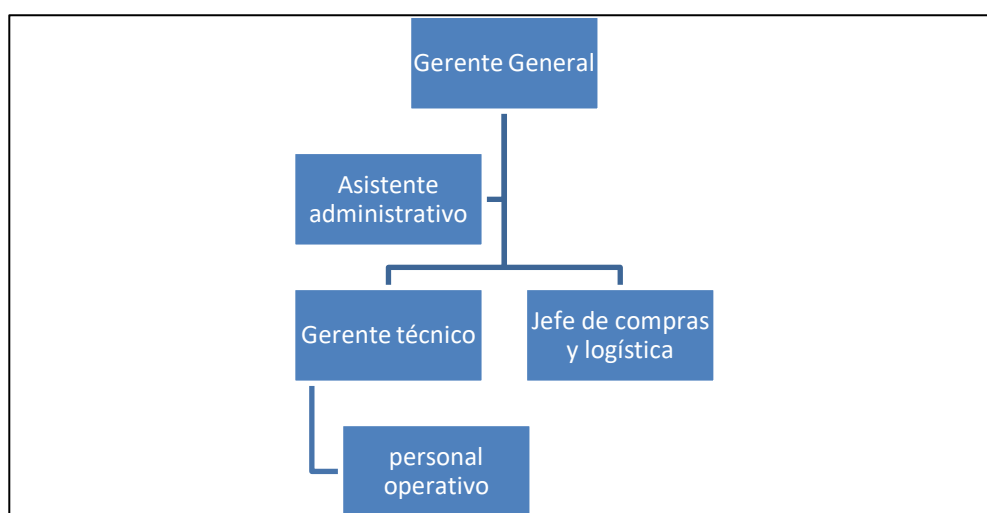 Gerente General
Asistente
administrativo
Gerente técnico
Jefe de compras
y logística
personal
operativo